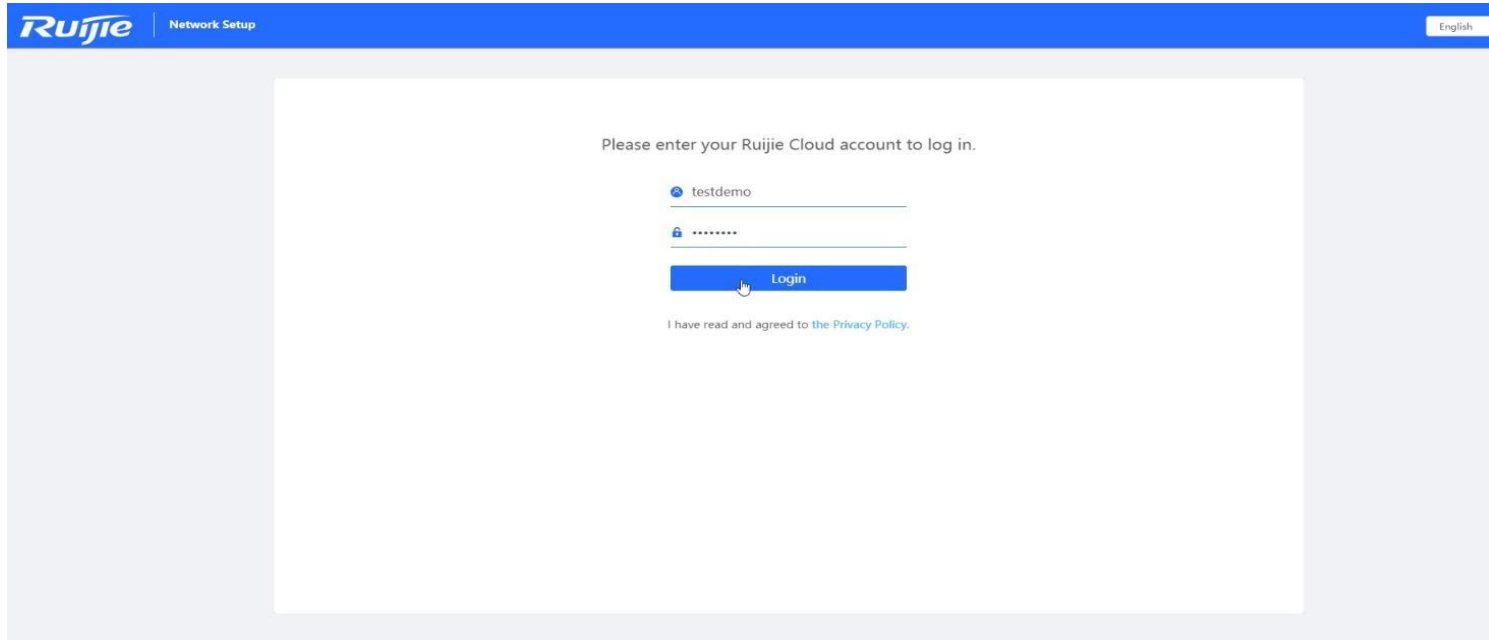 Ruijie
Network Setup
English
Please enter your Ruijie Cloud account to log in.
testdemo
••••••••
Login
I have read and agreed to the Privacy Policy.